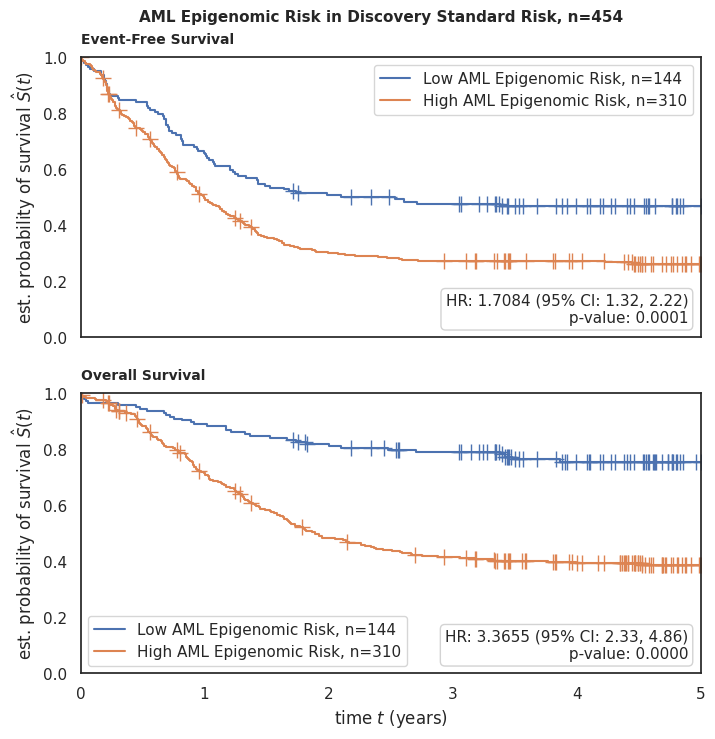 AML Epigenomic Risk in Discovery Standard Risk, n=454
Event-Free Survival
1.0
0.8
0.6
0.4
0.2
0.0
est. probability of survival Ŝ(t)
Low AML Epigenomic Risk, n=144
High AML Epigenomic Risk, n=310
HR: 1.7084 (95% CI: 1.32, 2.22)
p-value: 0.0001
Overall Survival
1.0
0.8
0.6
0.4
0.2
0.0
est. probability of survival Ŝ(t)
Low AML Epigenomic Risk, n=144
High AML Epigenomic Risk, n=310
HR: 3.3655 (95% CI: 2.33, 4.86)
p-value: 0.0000
0 1 2 3 4 5
time t (years)